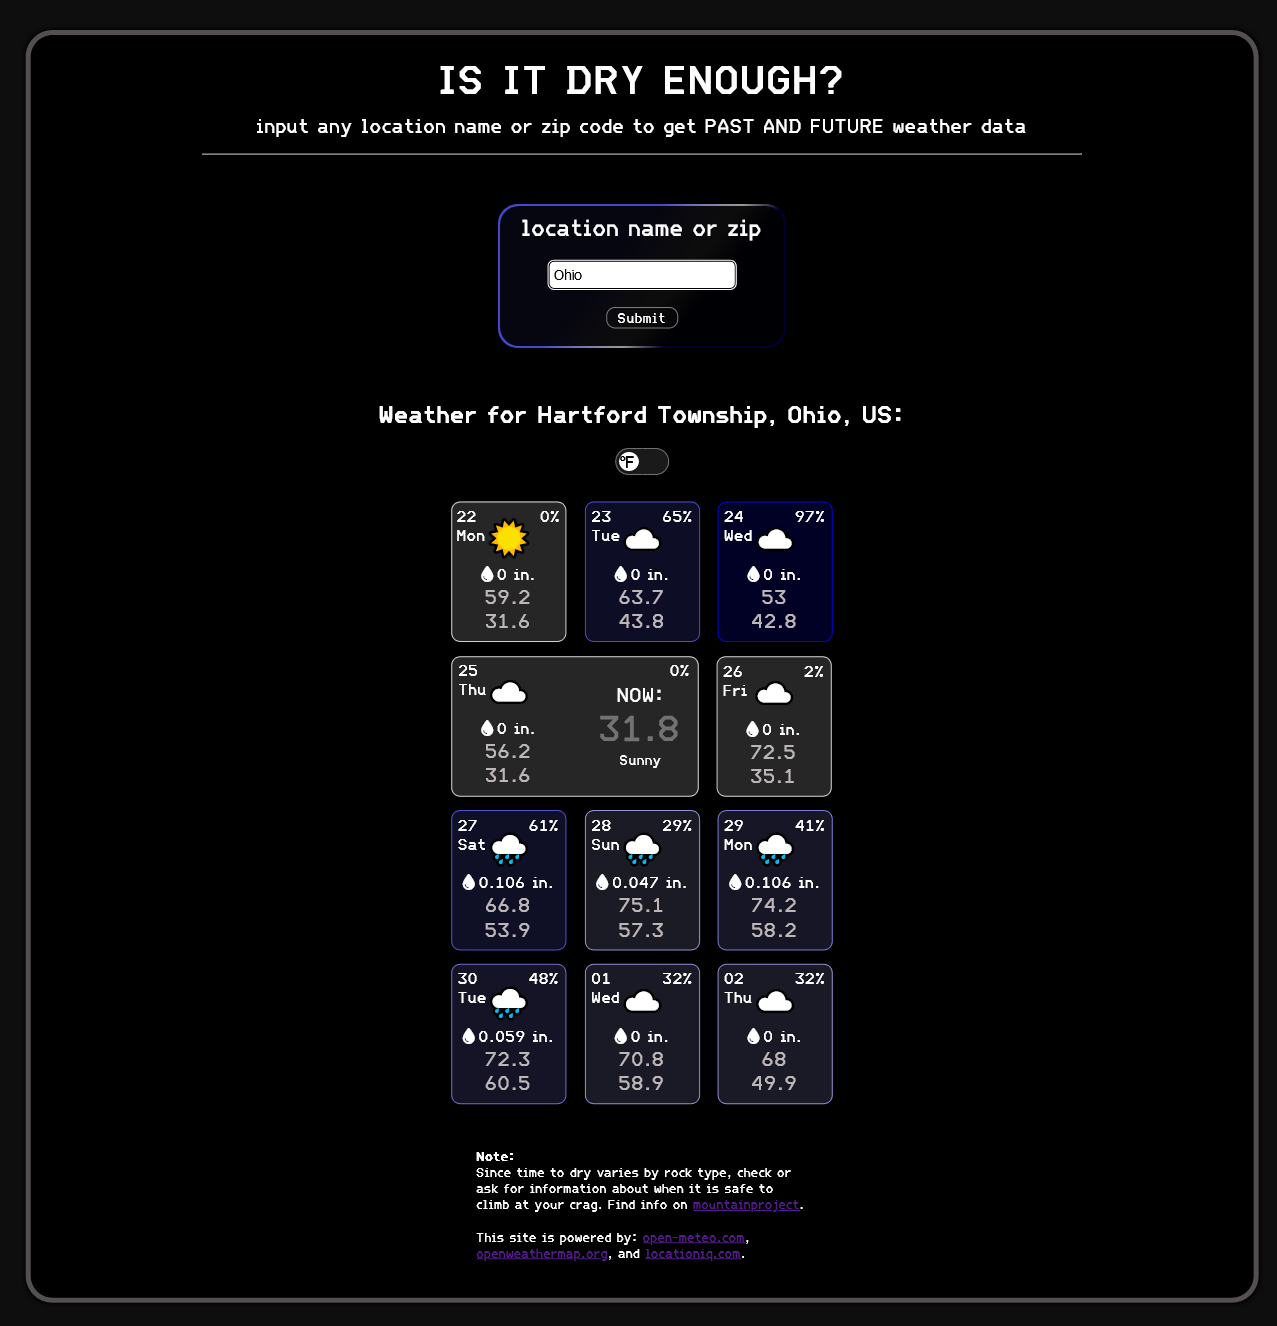 IS IT DRY ENOUGH?
input any location name or zip code to get PAST AND FUTURE weather data
location name or zip
Ohio
Submit
Weather for Hartford Township, Ohio, US:
°F
22 0%
Mon
0 in.
59.2
31.6
23 65%
Tue
0 in.
63.7
43.8
24 97%
Wed
0 in.
53
42.8
25 0%
Thu
0 in.
56.2
31.6
NOW:
31.8
Sunny
26 2%
Fri
0 in.
72.5
35.1
27 61%
Sat
0.106 in.
66.8
53.9
28 29%
Sun
0.047 in.
75.1
57.3
29 41%
Mon
0.106 in.
74.2
58.2
30 48%
Tue
0.059 in.
72.3
60.5
01 32%
Wed
0 in.
70.8
58.9
02 32%
Thu
0 in.
68
49.9
Note:
Since time to dry varies by rock type, check or
ask for information about when it is safe to
climb at your crag. Find info on mountainproject.
This site is powered by: open-meteo.com,
openweathermap.org, and locationiq.com.